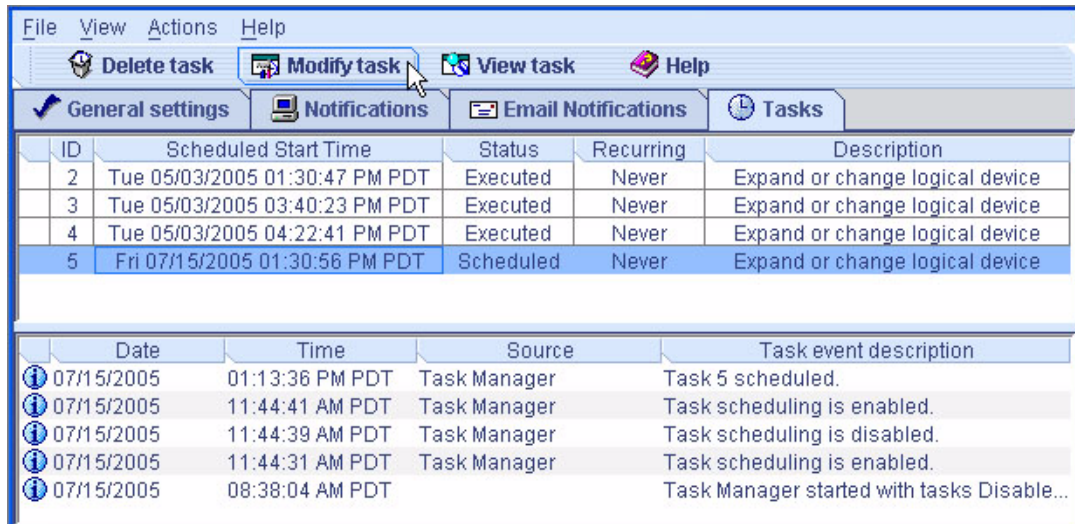 File View Actions Help
Delete task Modify task View task Help
General settings Notifications Email Notifications Tasks
ID Scheduled Start Time Status Recurring Description
2 Tue 05/03/2005 01:30:47 PM PDT Executed Never Expand or change logical device
3 Tue 05/03/2005 03:40:23 PM PDT Executed Never Expand or change logical device
4 Tue 05/03/2005 04:22:41 PM PDT Executed Never Expand or change logical device
5 Fri 07/15/2005 01:30:56 PM PDT Scheduled Never Expand or change logical device
Date Time Source Task event description
07/15/2005 01:13:36 PM PDT Task Manager Task 5 scheduled.
07/15/2005 11:44:41 AM PDT Task Manager Task scheduling is enabled.
07/15/2005 11:44:39 AM PDT Task Manager Task scheduling is disabled.
07/15/2005 11:44:31 AM PDT Task Manager Task scheduling is enabled.
07/15/2005 08:38:04 AM PDT Task Manager started with tasks Disable...